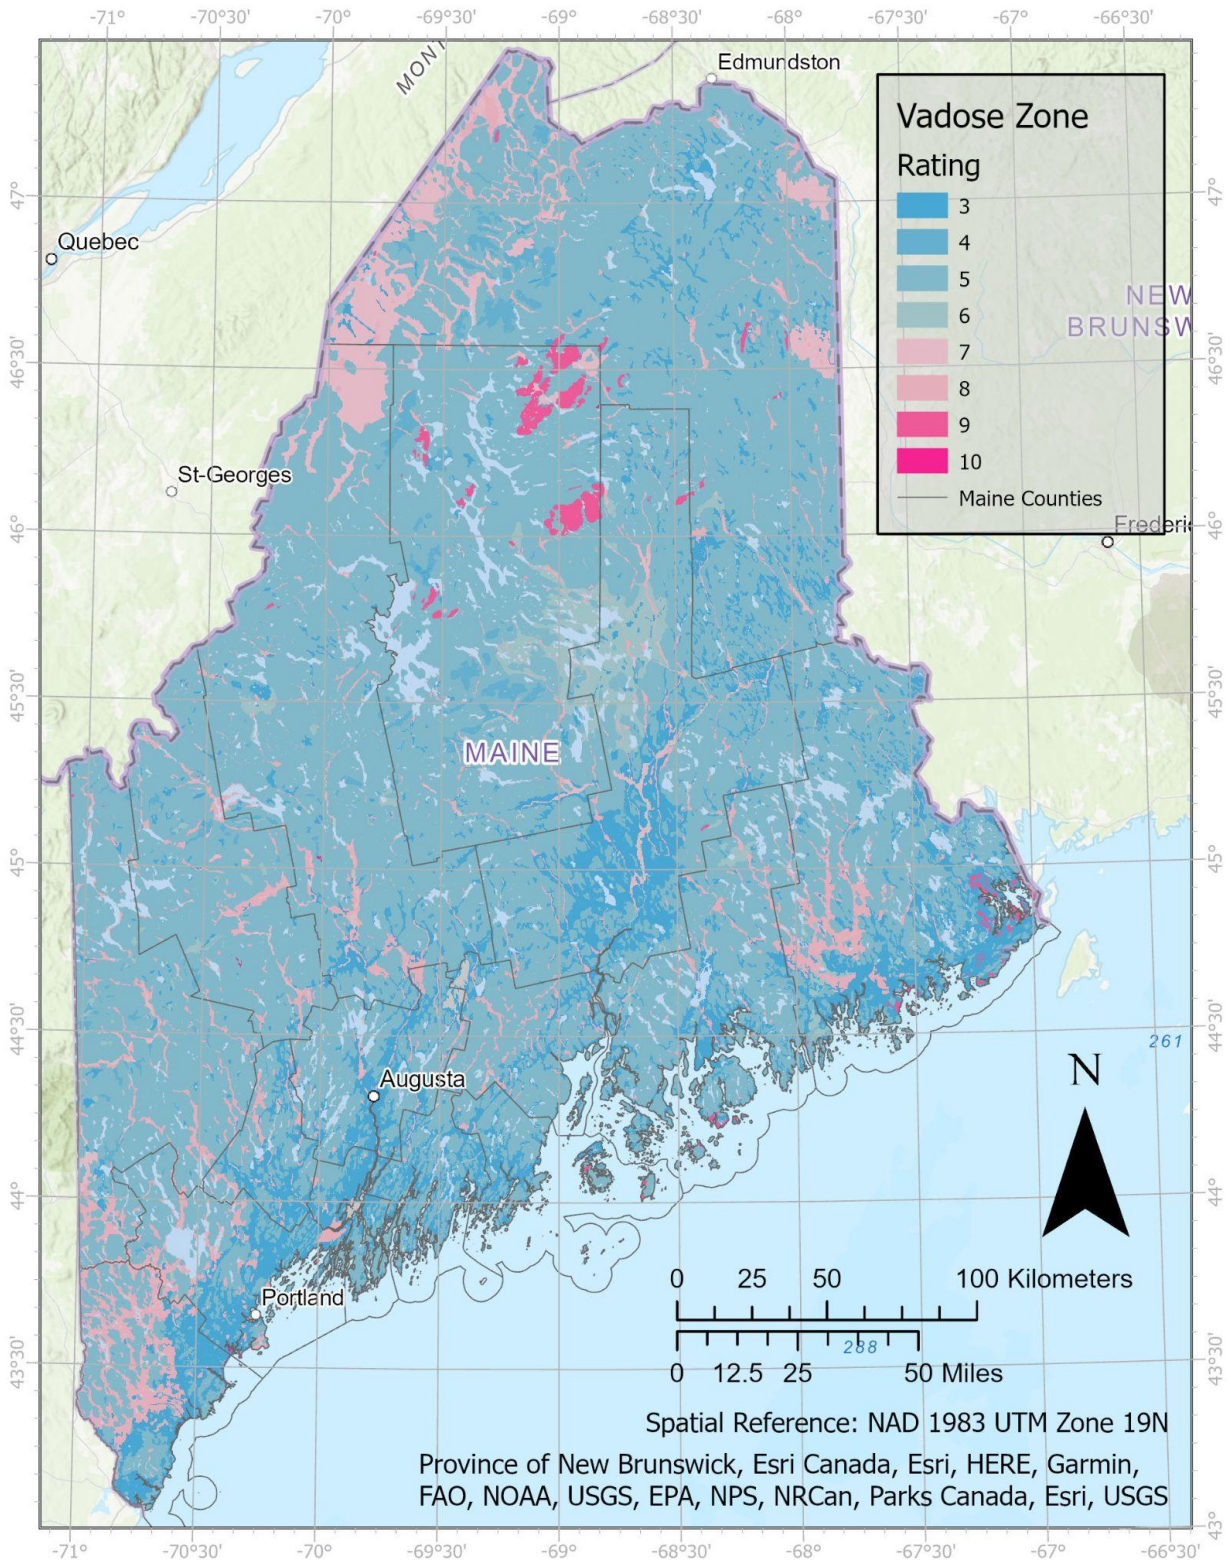 -71° -70°30' -70° -69°30' -69° -68°30' -68° -67°30' -67° -66°30'
MONT
Edmundston
Vadose Zone
Rating
3
4
5
6
7
8
9
10
Maine Counties
47° 47°
Quebec
NEW
BRUNSW
46°30' 46°30'
St-Georges
46° 46°
Frederic
45°30' 45°30'
MAINE
45° 45°
44°30' 44°30'
261
N
Augusta
44° 44°
0 25 50 100 Kilometers
Portland
288
0 12.5 25 50 Miles
43°30' 43°30'
Spatial Reference: NAD 1983 UTM Zone 19N
Province of New Brunswick, Esri Canada, Esri, HERE, Garmin,
FAO, NOAA, USGS, EPA, NPS, NRCan, Parks Canada, Esri, USGS
43°
-71° -70°30' -70° -69°30' -69° -68°30' -68° -67°30' -67° -66°30'